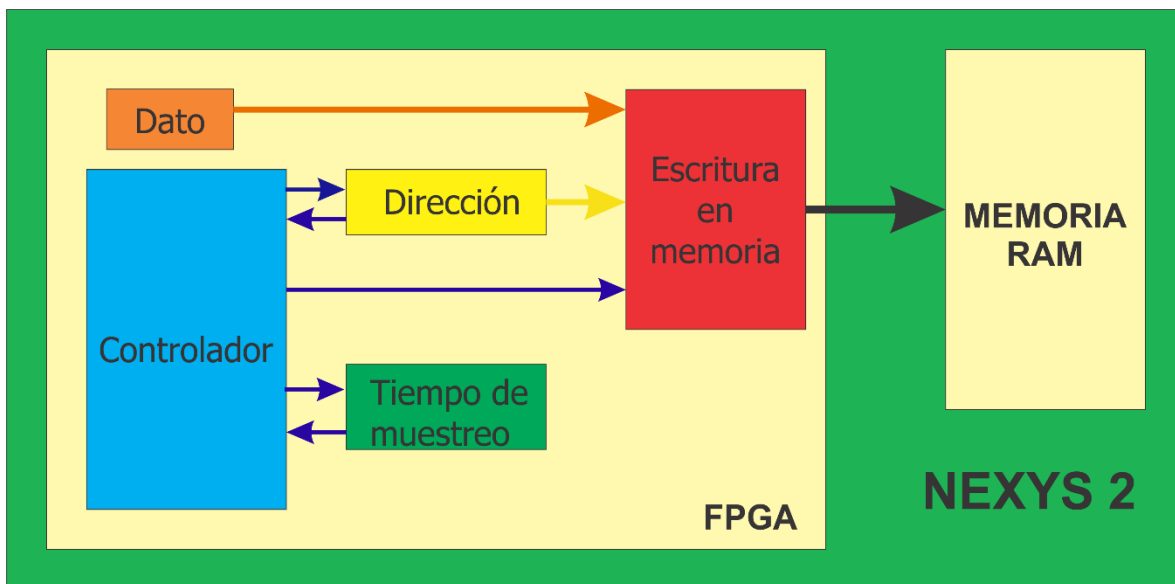 Dato
Dirección
Escritura
en
memoria
Controlador
Tiempo de
muestreo
FPGA
MEMORIA
RAM
NEXYS 2